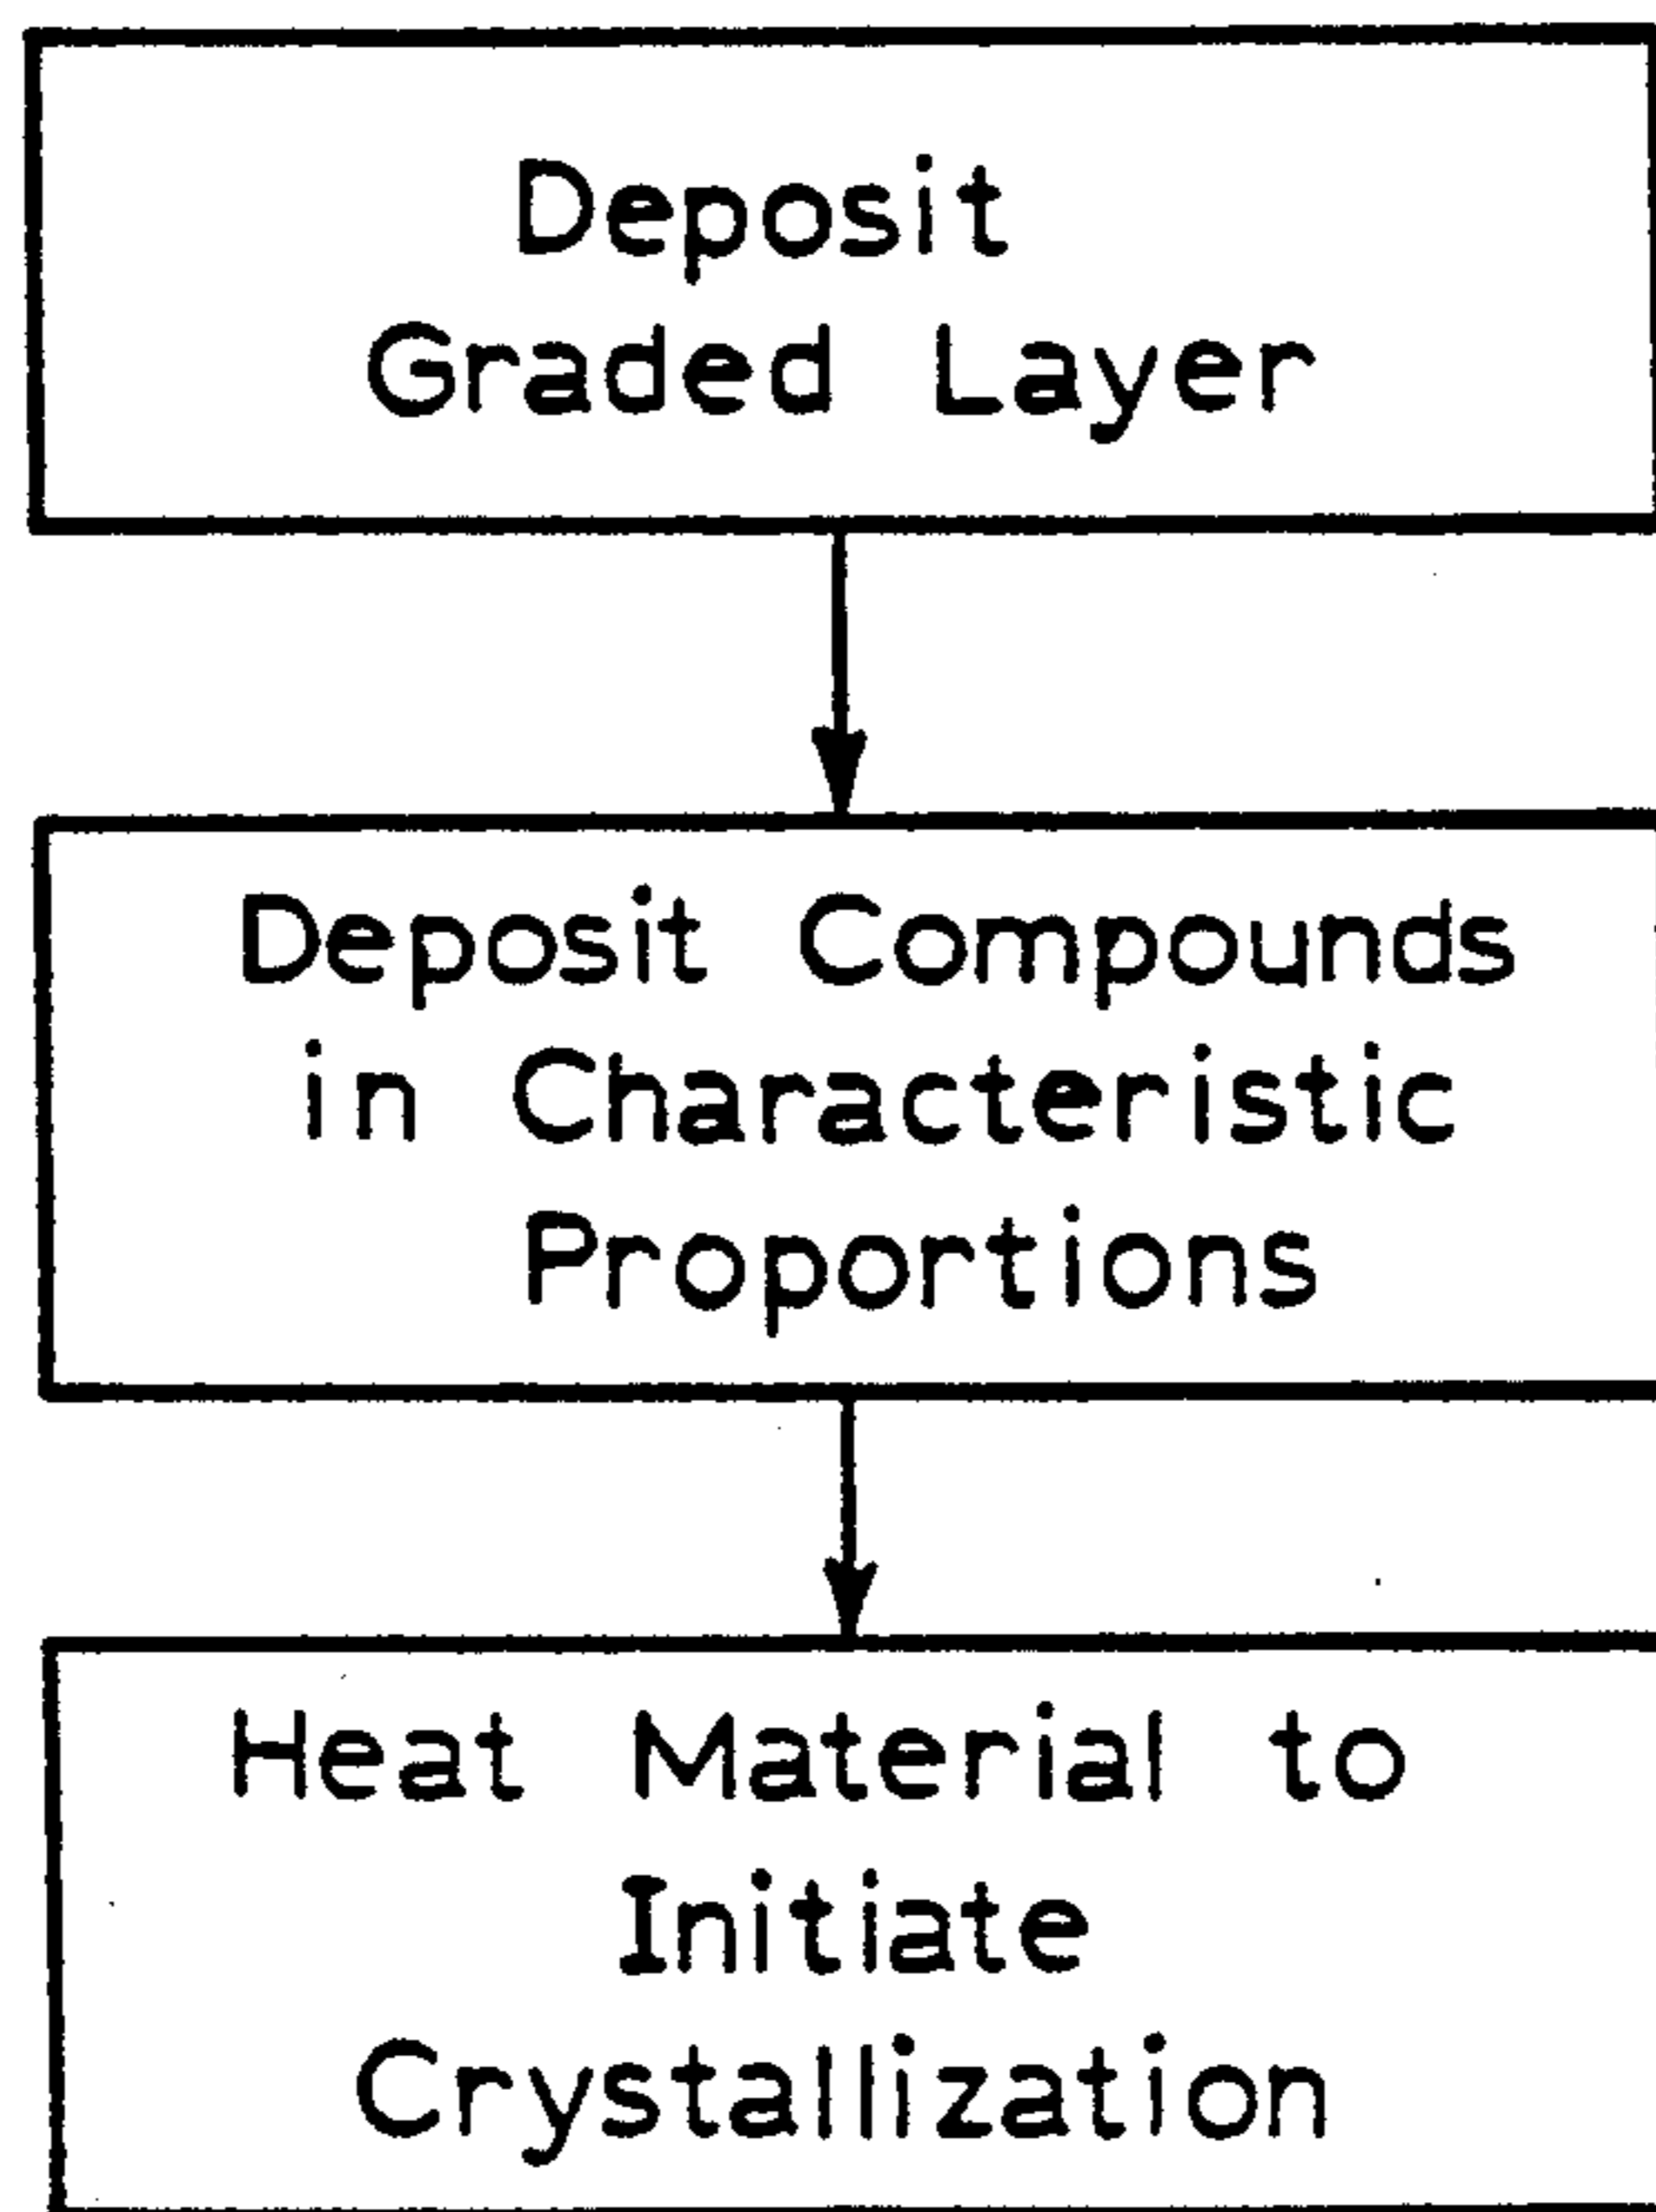 Deposit
Graded Layer
Deposit Compounds
in Characteristic
Proportions
Heat Material to
Initiate
Crystallization